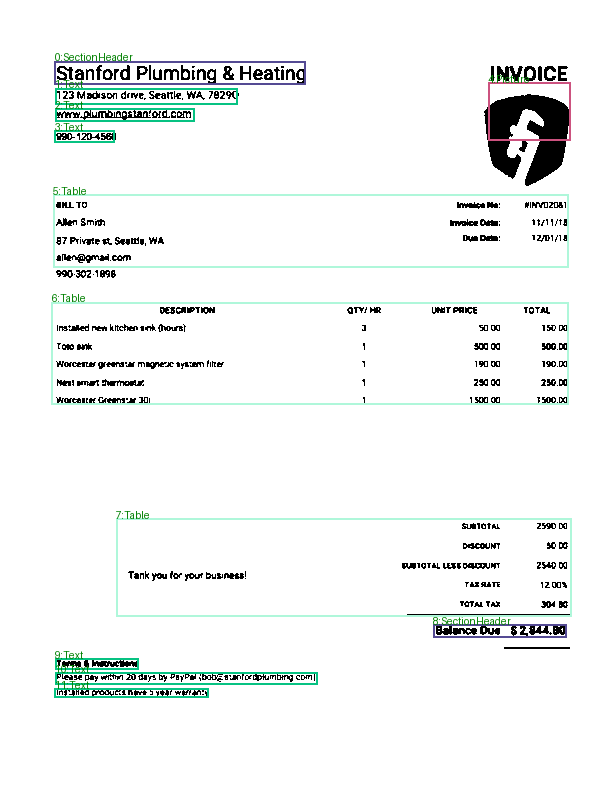 0:SectionHeader
Stanford Plumbing & Heating
INVOICE
1:Text
123 Madison drive, Seattle, WA, 78290
2:Text
www.plumbingstanford.com
3:Text
990-120-4560
5:Table
BILL TO
Invoice No: #INV02081
Allen Smith
Invoice Date: 11/11/18
87 Private st, Seattle, WA
Due Date: 12/01/18
allen@gmail.com
990-302-1898
6:Table
DESCRIPTION QTY/ HR UNIT PRICE TOTAL
Installed new kitchen sink (hours) 3 50.00 150.00
Toto sink 1 500.00 500.00
Worcester greenstar magnetic system filter 1 190.00 190.00
Nest smart thermostat 1 250.00 250.00
Worcester Greenstar 30i 1 1500.00 1500.00
7:Table
SUBTOTAL 2590.00
DISCOUNT 50.00
SUBTOTAL LESS DISCOUNT 2540.00
Tank you for your business!
TAX RATE 12.00%
TOTAL TAX 304.80
8:SectionHeader
Balance Due $ 2,844.80
9:Text
Terms & Instructions
10:Text
Please pay within 20 days by PayPal (bob@stanfordplumbing.com)
11:Text
Installed products have 5 year warranty